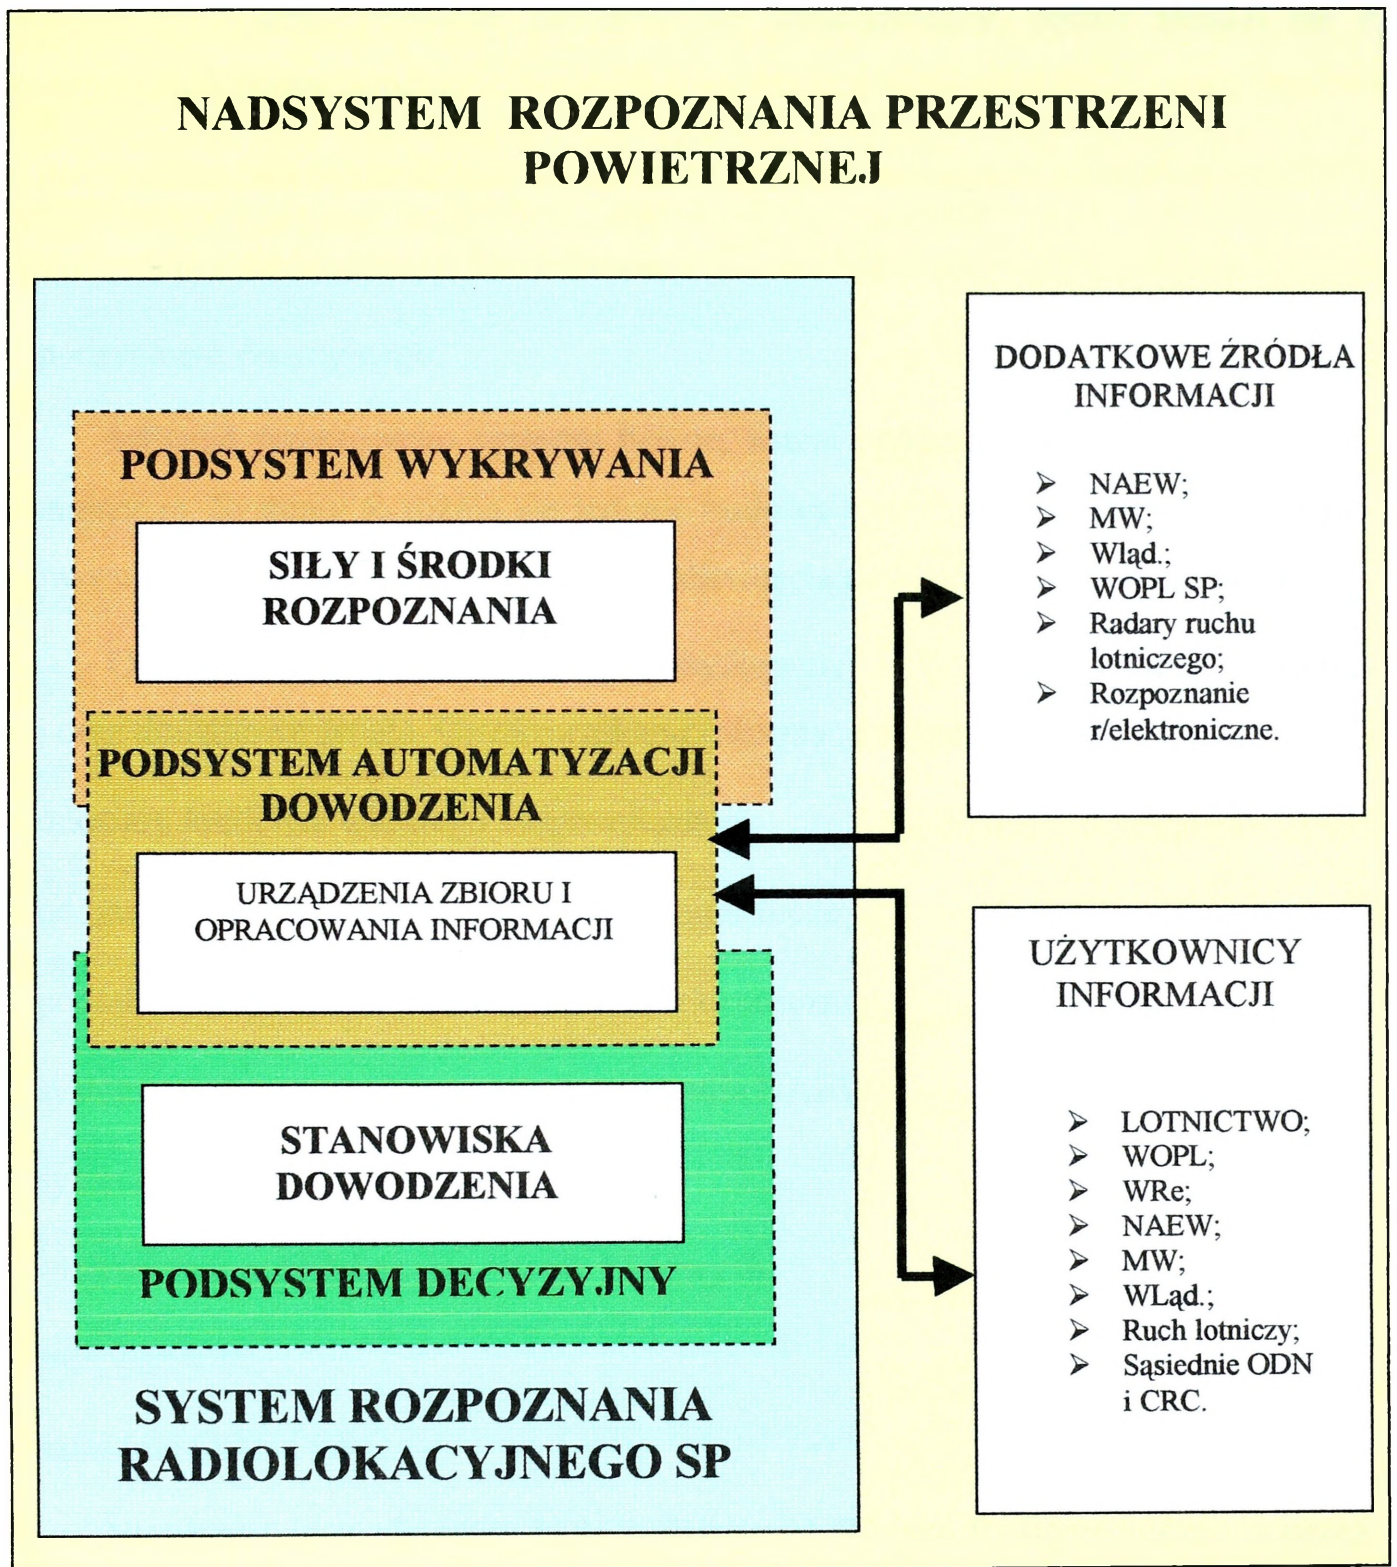 NADSYSTEM ROZPOZNANIA PRZESTRZENI
POWIETRZNEJ
PODSYSTEM WYKRYWANIA
SIŁY I ŚRODKI
ROZPOZNANIA
PODSYSTEM AUTOMATYZACJI
DOWODZENIA
URZĄDZENIA ZBIORU I
OPRACOWANIA INFORMACJI
STANOWISKA
DOWODZENIA
PODSYSTEM DECYZYJNY
SYSTEM ROZPOZNANIA
RADIOLOKACYJNEGO SP
DODATKOWE ŹRÓDŁA
INFORMACJI
➢ NAEW;
➢ MW;
➢ Wląd.;
➢ WOPL SP;
➢ Radary ruchu
lotniczego;
➢ Rozpoznanie
r/elektroniczne.
UŻYTKOWNICY
INFORMACJI
➢ LOTNICTWO;
➢ WOPL;
➢ WRe;
➢ NAEW;
➢ MW;
➢ WLąd.;
➢ Ruch lotniczy;
➢ Sąsiednie ODN
i CRC.